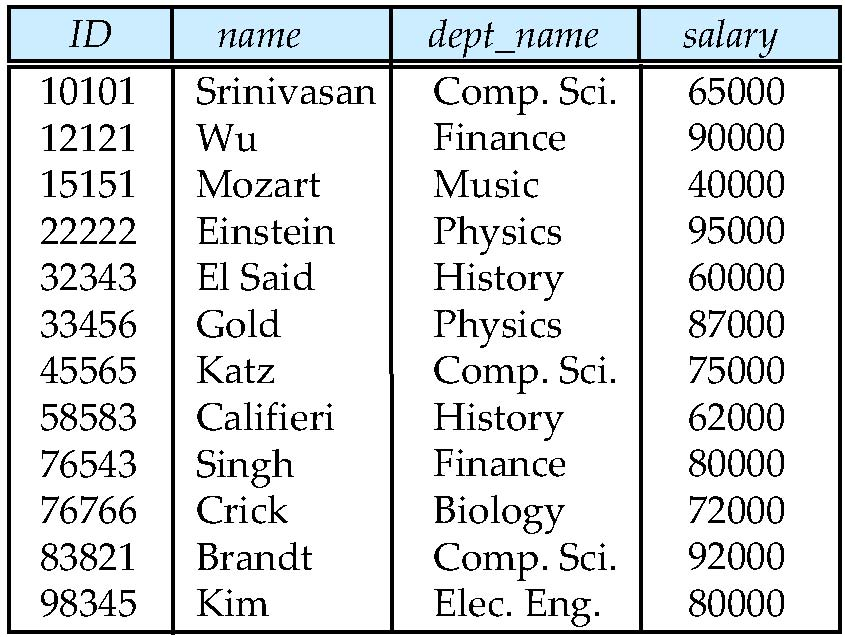 ID name dept_name salary
10101 Srinivasan Comp. Sci. 65000
12121 Wu Finance 90000
15151 Mozart Music 40000
22222 Einstein Physics 95000
32343 El Said History 60000
33456 Gold Physics 87000
45565 Katz Comp. Sci. 75000
58583 Califieri History 62000
76543 Singh Finance 80000
76766 Crick Biology 72000
83821 Brandt Comp. Sci. 92000
98345 Kim Elec. Eng. 80000